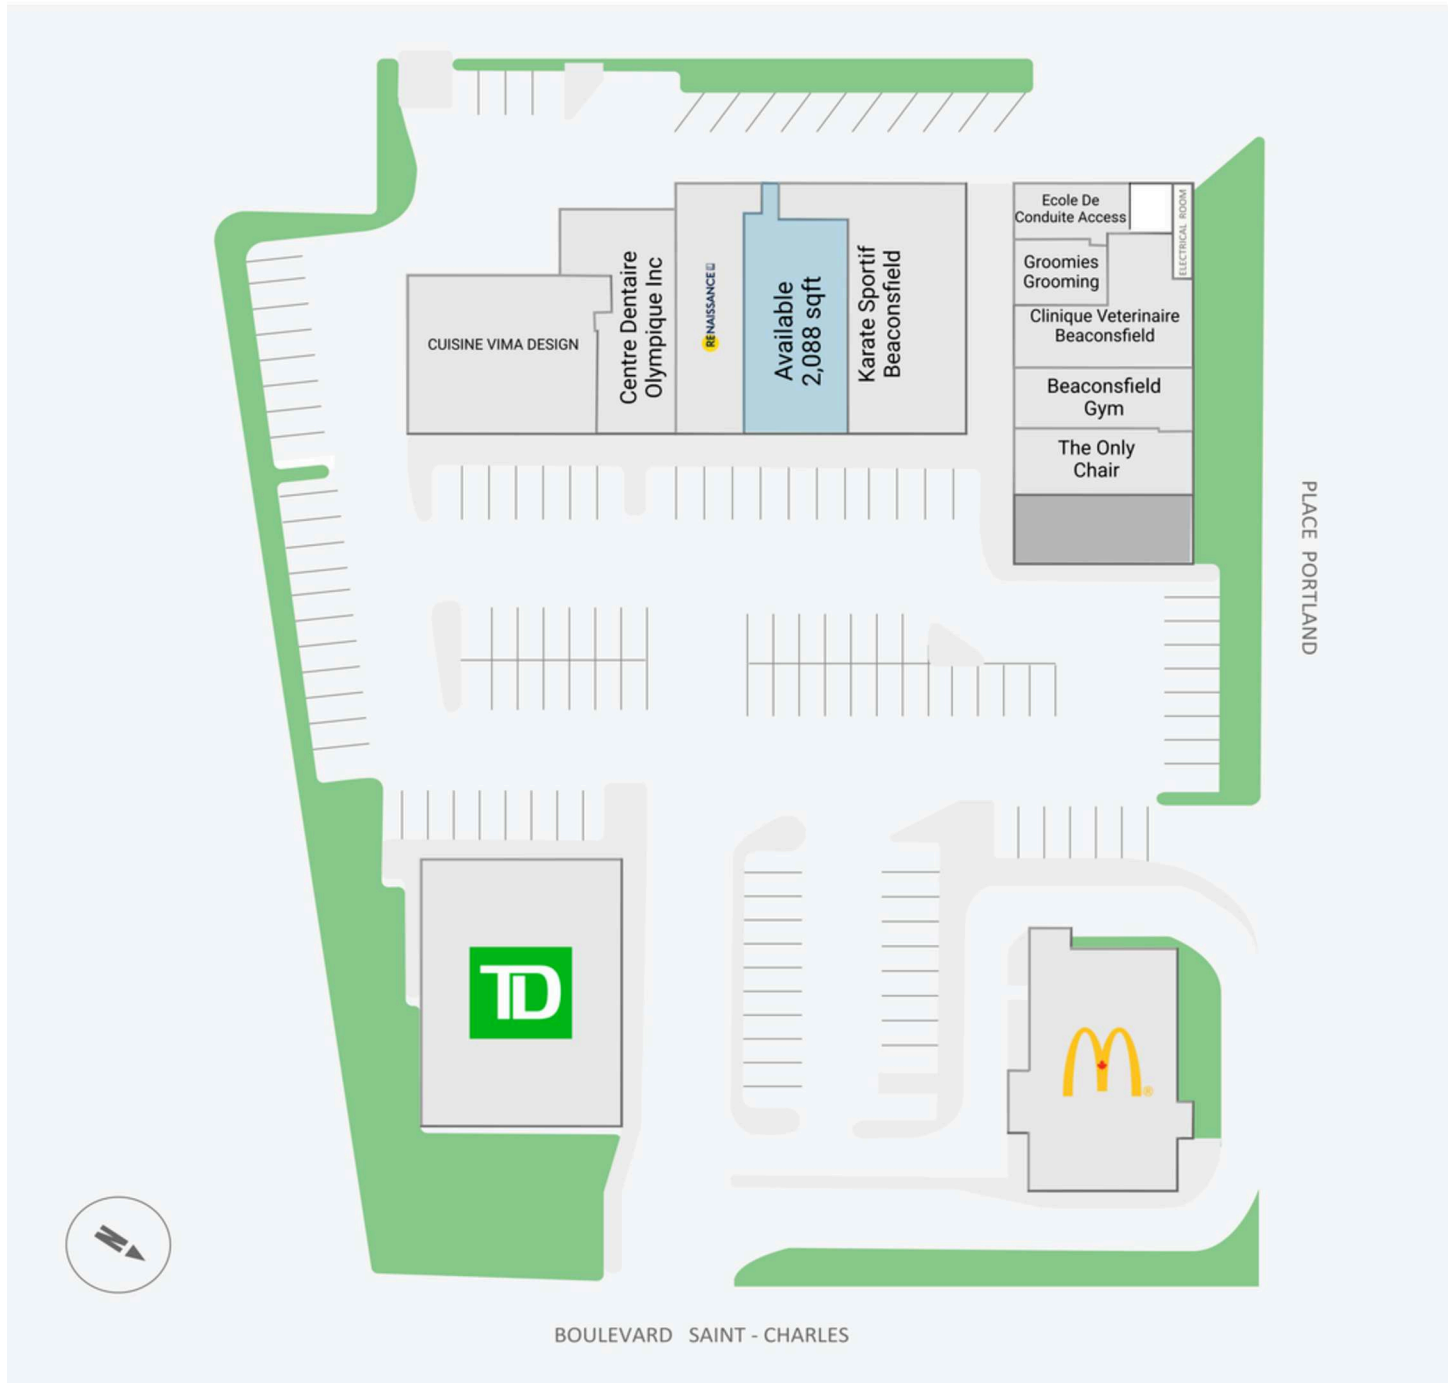 Ecole De
Conduite Access
ELECTRICAL ROOM
Groomies
Grooming
Clinique Veterinaire
Beaconsfield
Beaconsfield
Gym
The Only
Chair
CUISINE VIMA DESIGN
Centre Dentaire
Olympique Inc
RENAISSANCE
Available
2,088 sqft
Karate Sportif
Beaconsfield
PLACE PORTLAND
TD
M®
N
BOULEVARD SAINT - CHARLES